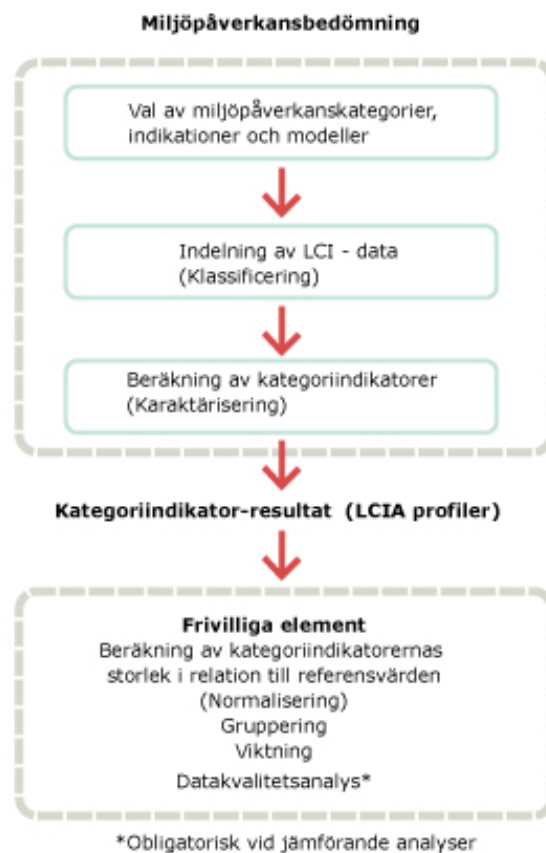 Miljöpåverkansbedömning
Val av miljöpåverkanskategorier,
indikationer och modeller
Indelning av LCI - data
(Klassificering)
Beräkning av kategoriindikatorer
(Karaktärisering)
Kategoriindikator-resultat (LCIA profiler)
Frivilliga element
Beräkning av kategoriindikatorernas
storlek i relation till referensvärden
(Normalisering)
Gruppering
Viktning
Datakvalitetsanalys*
*Obligatorisk vid jämförande analyser